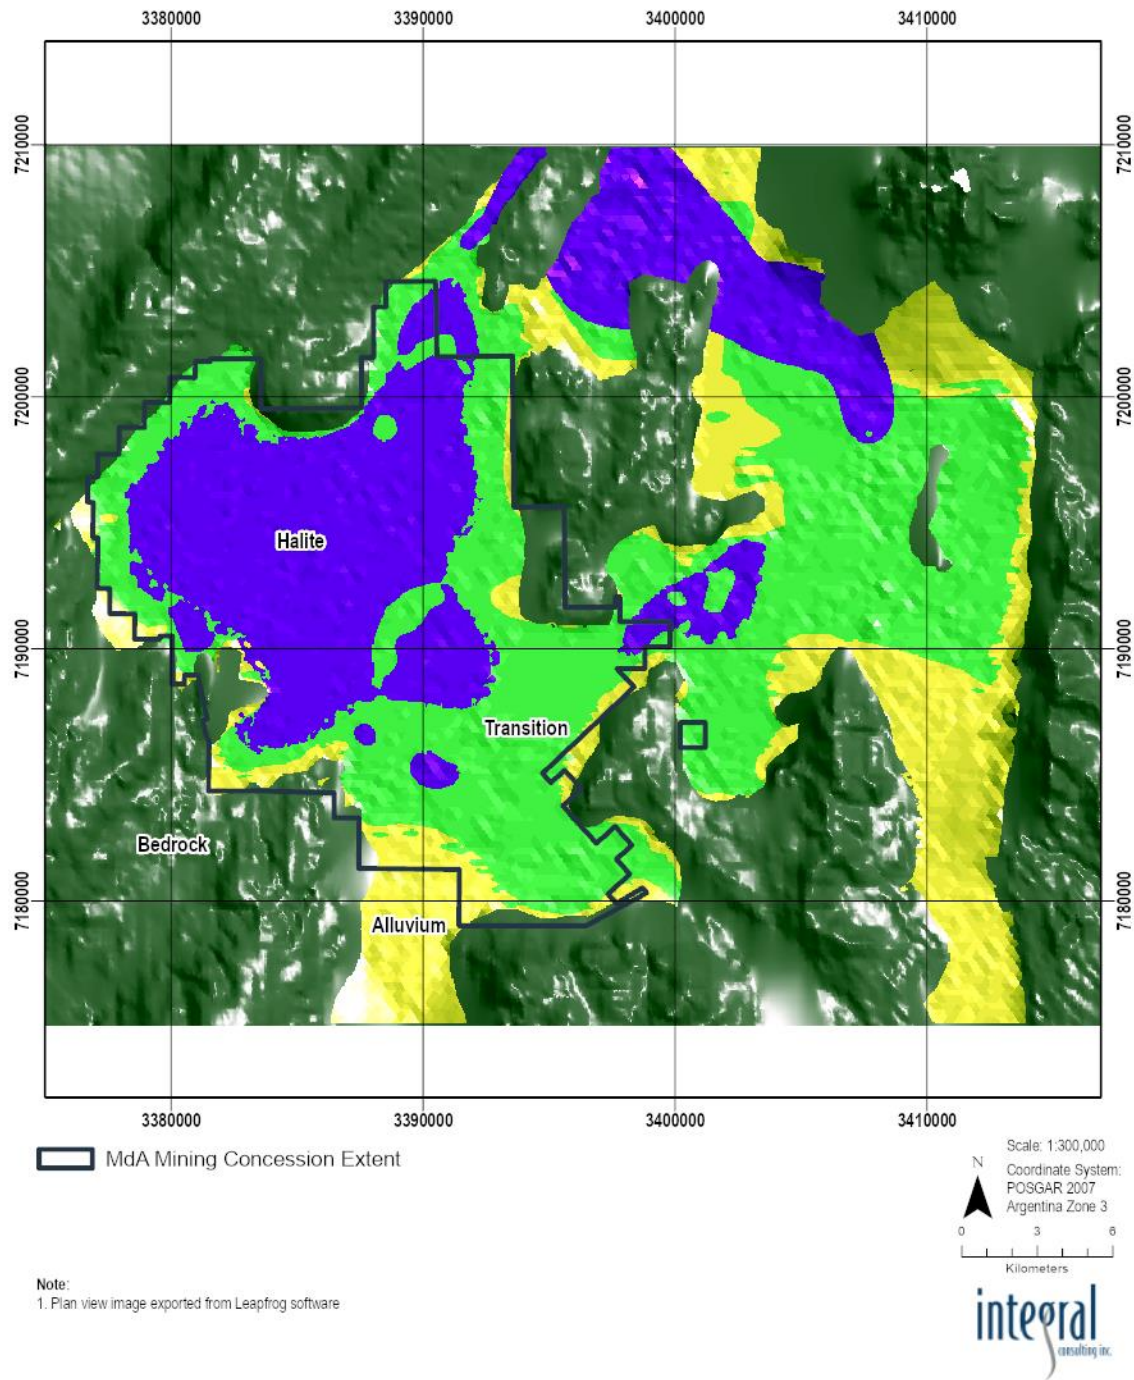 3380000 3390000 3400000 3410000
7210000 7210000
7200000 7200000
Halite
7190000 7190000
Transition
Bedrock
7180000 7180000
Alluvium
3380000 3390000 3400000 3410000
MdA Mining Concession Extent
Scale: 1:300,000
N
Coordinate System:
POSGAR 2007
Argentina Zone 3
0 3 6
Kilometers
Note:
1. Plan view image exported from Leapfrog software
integral
consulting inc.